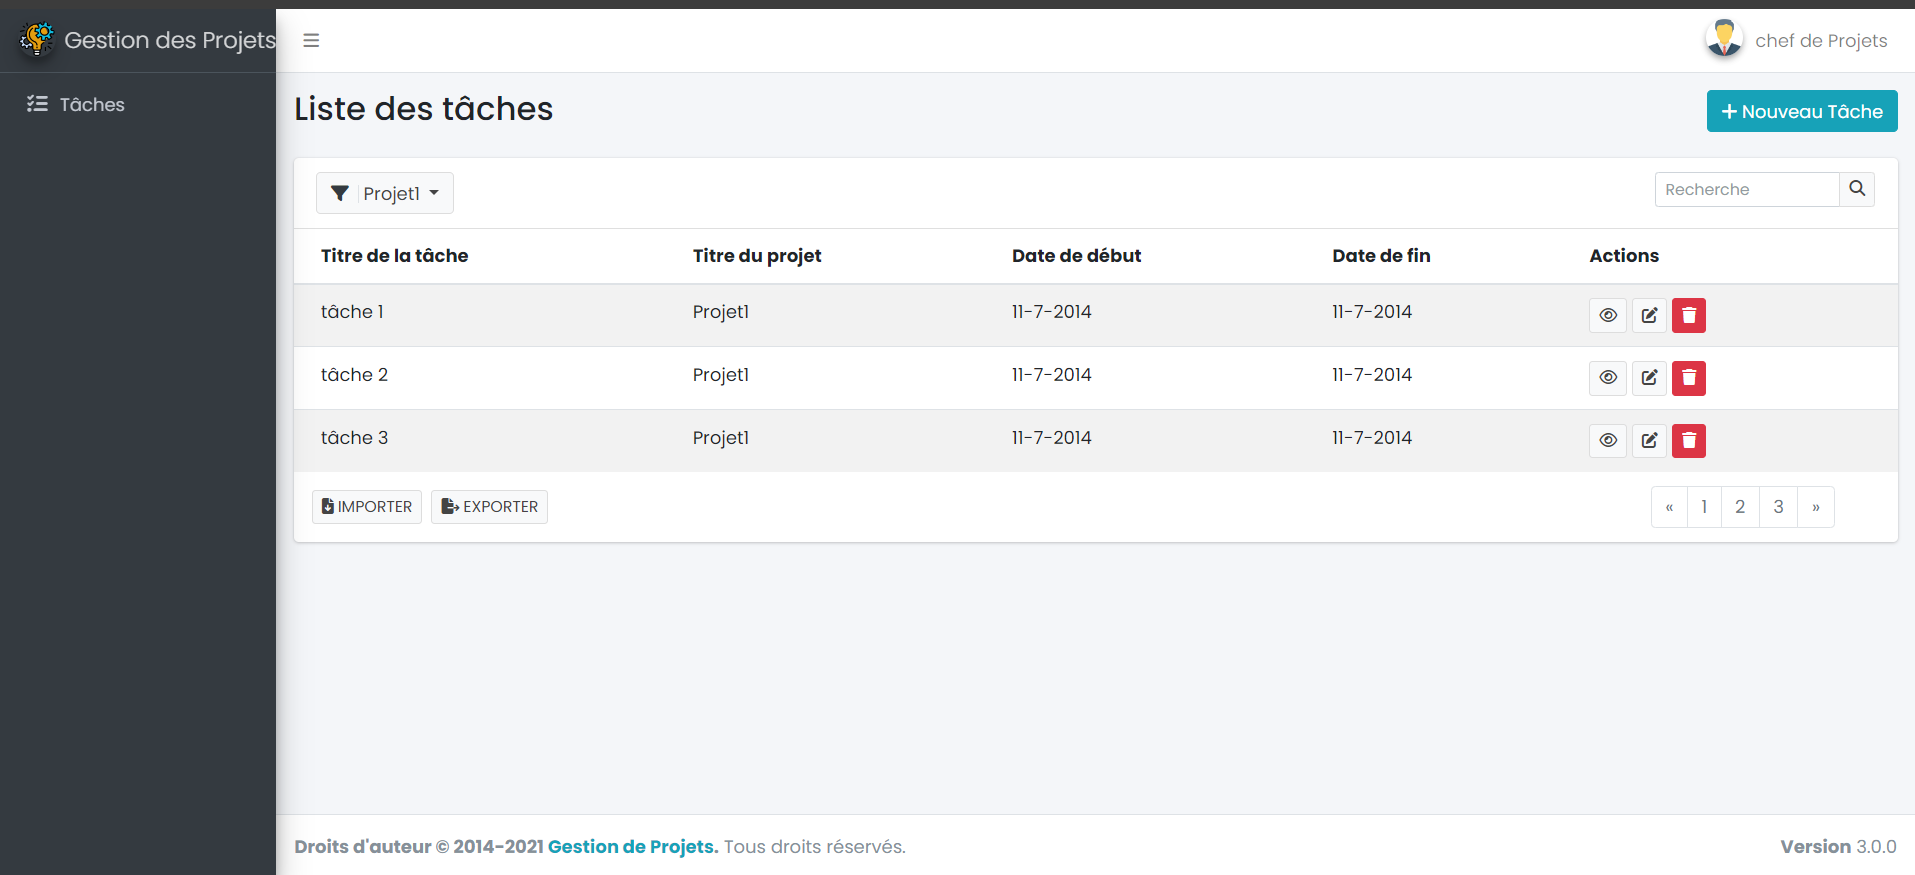 Gestion des Projets
chef de Projets
Tâches
Liste des tâches
Nouveau Tâche
Projet1
Recherche
Titre de la tâche Titre du projet Date de début Date de fin Actions
tâche 1 Projet1 11-7-2014 11-7-2014
tâche 2 Projet1 11-7-2014 11-7-2014
tâche 3 Projet1 11-7-2014 11-7-2014
IMPORTER EXPORTER « 1 2 3 »
Droits d'auteur © 2014-2021 Gestion de Projets. Tous droits réservés. Version 3.0.0